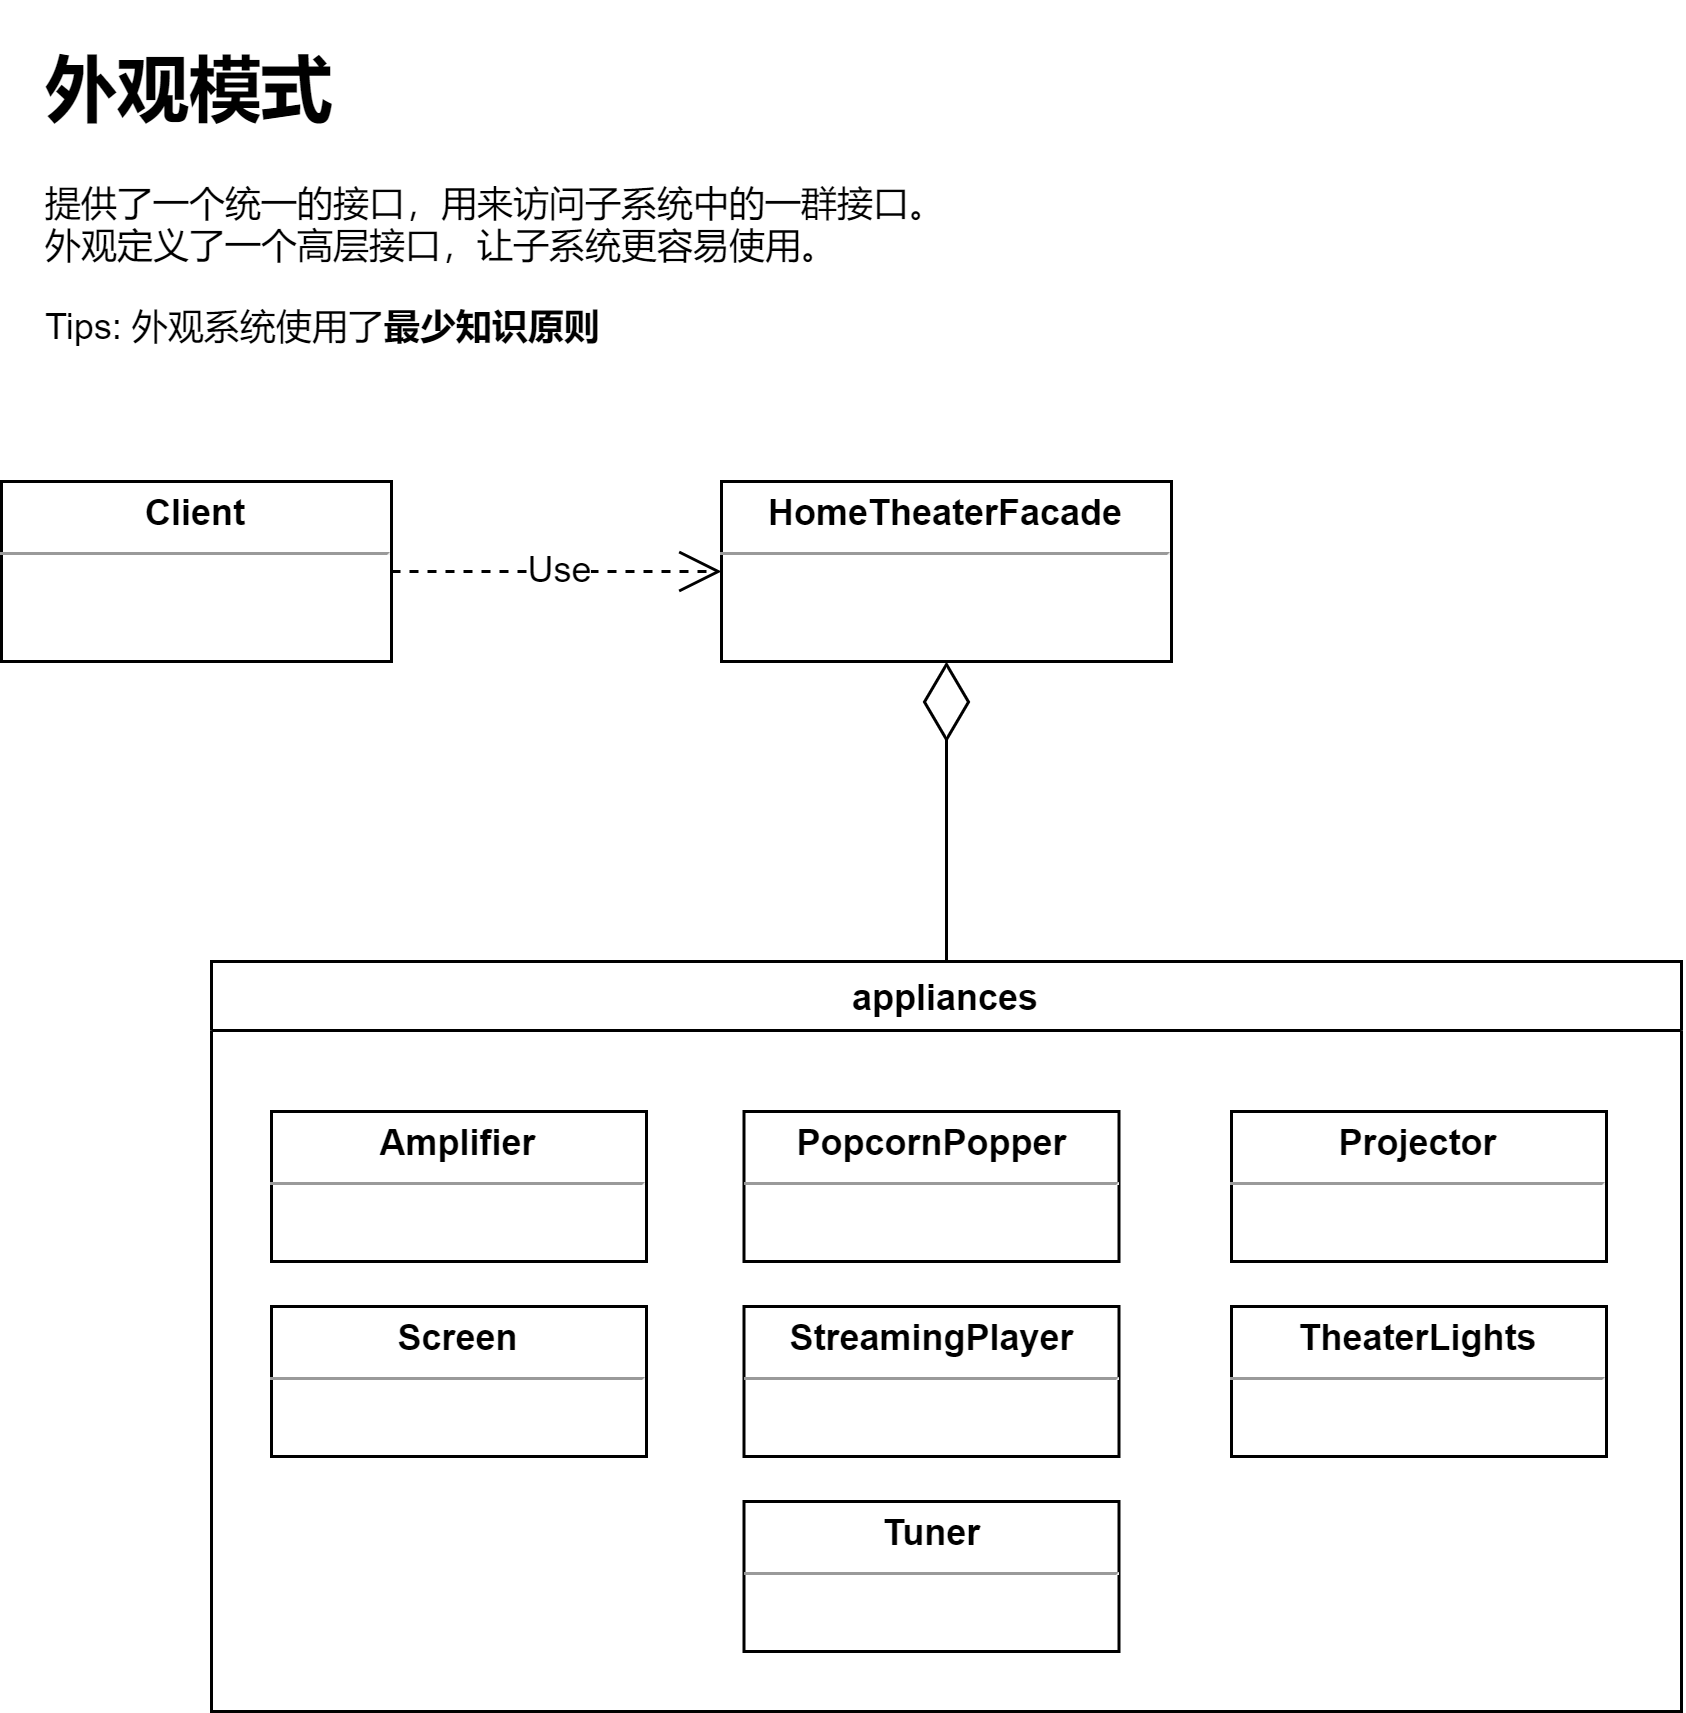 外观模式
提供了一个统一的接口，用来访问子系统中的一群接口。
外观定义了一个高层接口，让子系统更容易使用。
Tips: 外观系统使用了最少知识原则
Client
HomeTheaterFacade
Use
appliances
Amplifier
PopcornPopper
Projector
Screen
StreamingPlayer
TheaterLights
Tuner